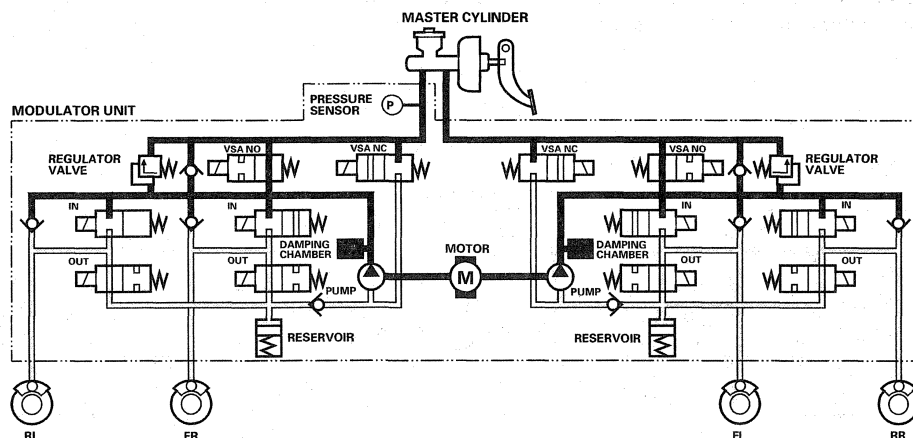 MASTER CYLINDER
MODULATOR UNIT
PRESSURE
SENSOR
P
REGULATOR
VALVE
VSA NO
VSA NC
VSA NC
VSA NO
REGULATOR
VALVE
IN
IN
IN
IN
DAMPING
CHAMBER
MOTOR
M
DAMPING
CHAMBER
OUT
OUT
OUT
OUT
PUMP
PUMP
RESERVOIR
RESERVOIR
RL
FR
FL
RR